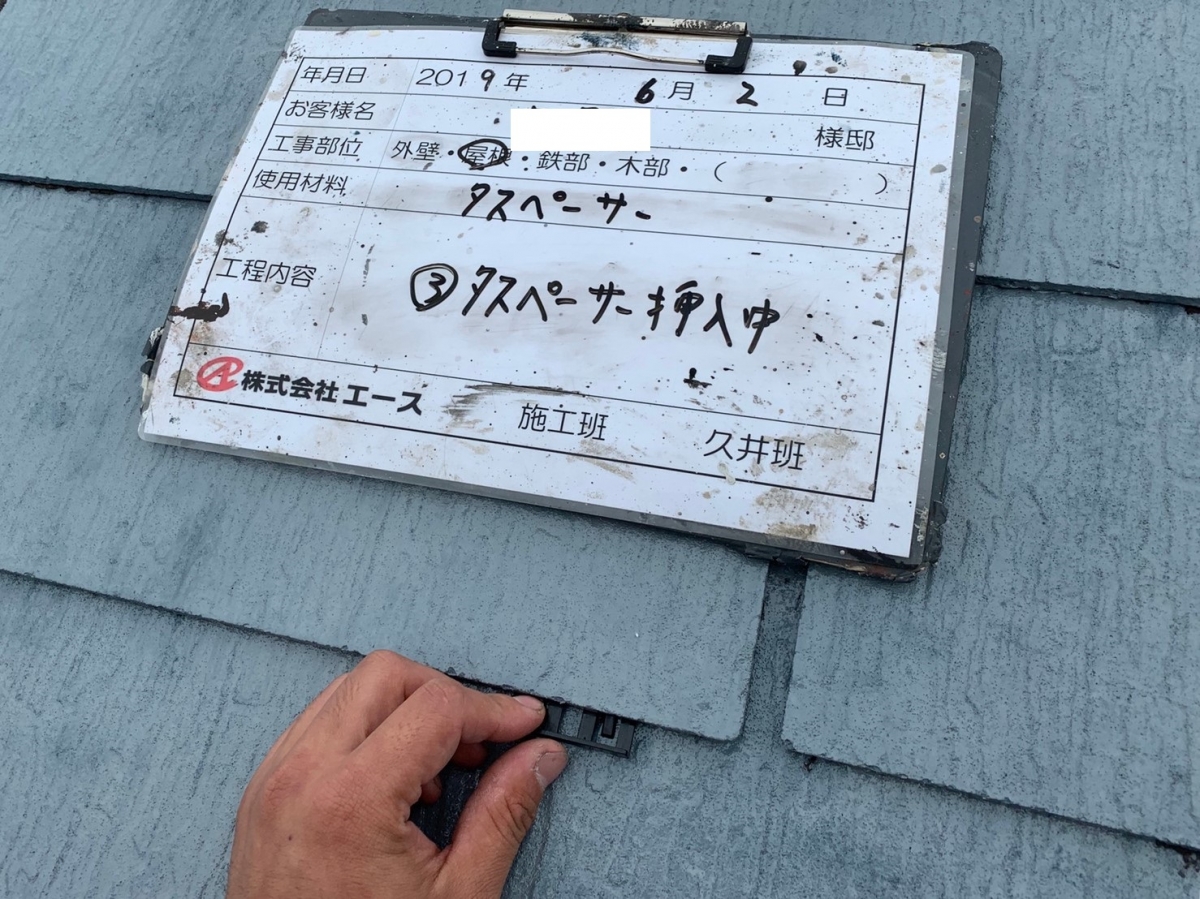 年月日 2019年 6月 2 日
お客様名 様邸
工事部位 外壁・屋根・鉄部・木部・( )
使用材料 タスペーサー
工程内容 ③タスペーサー挿入中
株式会社エース 施工班 久井班